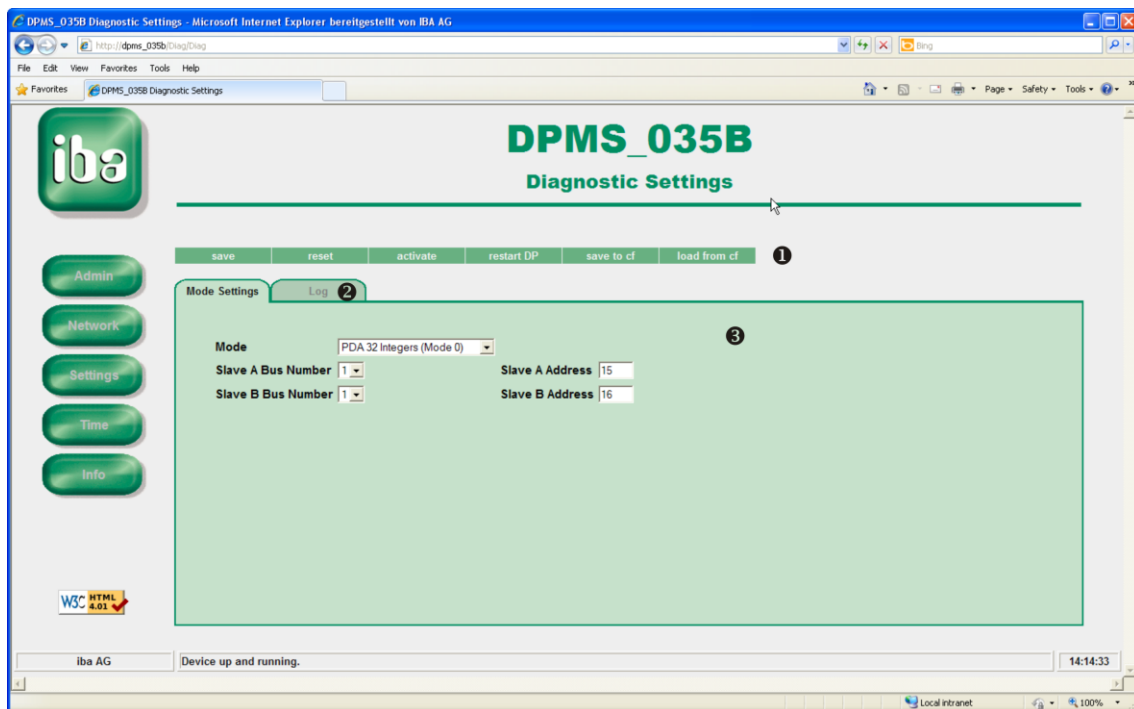 DPMS_035B Diagnostic Settings - Microsoft Internet Explorer bereitgestellt von IBA AG
http://dpms_035b/Diag/Diag
Bing
File Edit View Favorites Tools Help
Favorites DPMS_035B Diagnostic Settings Page Safety Tools
iba
DPMS_035B
Diagnostic Settings
save reset activate restart DP save to cf load from cf ❶
Admin
Network
Settings
Time
Info
Mode Settings Log ❷
❸
Mode PDA 32 Integers (Mode 0)
Slave A Bus Number 1 Slave A Address 15
Slave B Bus Number 1 Slave B Address 16
W3C HTML 4.01
iba AG Device up and running. 14:14:33
Local intranet 100%